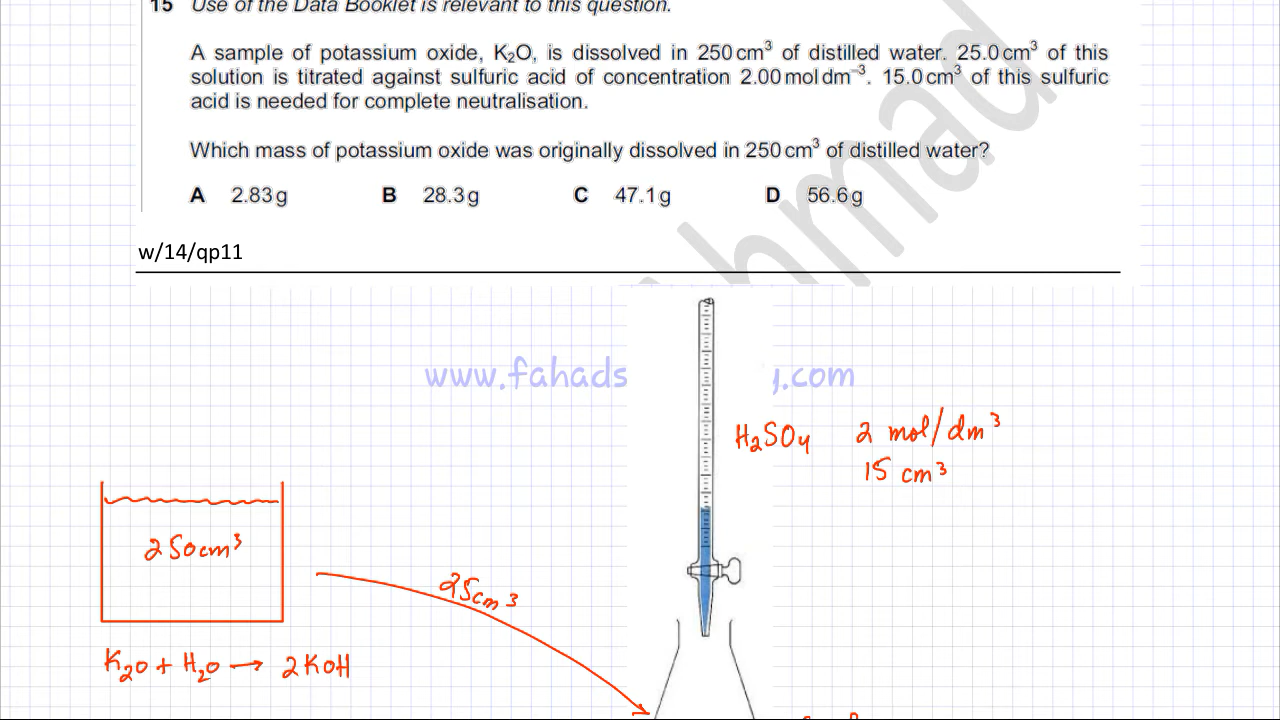 15 Use of the Data Booklet is relevant to this question.
A sample of potassium oxide, K₂O, is dissolved in 250 cm³ of distilled water. 25.0 cm³ of this
solution is titrated against sulfuric acid of concentration 2.00 mol dm⁻³. 15.0 cm³ of this sulfuric
acid is needed for complete neutralisation.
Which mass of potassium oxide was originally dissolved in 250 cm³ of distilled water?
A 2.83 g B 28.3 g C 47.1 g D 56.6 g
w/14/qp11
www.fahads
y.com
H₂SO₄ 2 mol/dm³
15 cm³
250cm³
25cm³
K₂O + H₂O → 2KOH